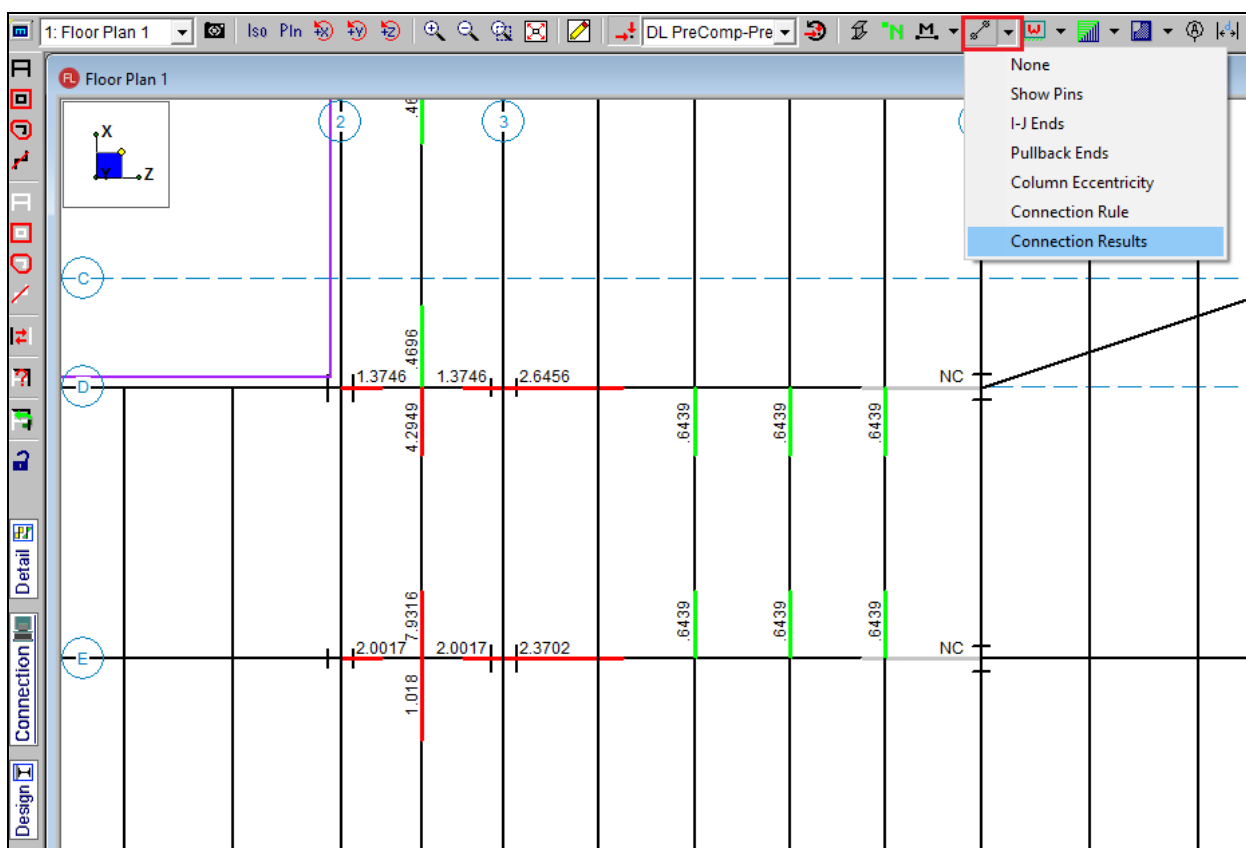 1: Floor Plan 1 Iso Pln +X +Y +Z DL PreComp-Pre N M
None
Show Pins
I-J Ends
Pullback Ends
Column Eccentricity
Connection Rule
Connection Results
FL Floor Plan 1
X
Y
Z
2
3
.46
C
D
1.3746
1.3746
2.6456
NC
.4696
4.2949
.6439
.6439
.6439
E
2.0017
2.0017
2.3702
NC
7.9316
1.018
.6439
.6439
.6439
Detail
Connection
Design